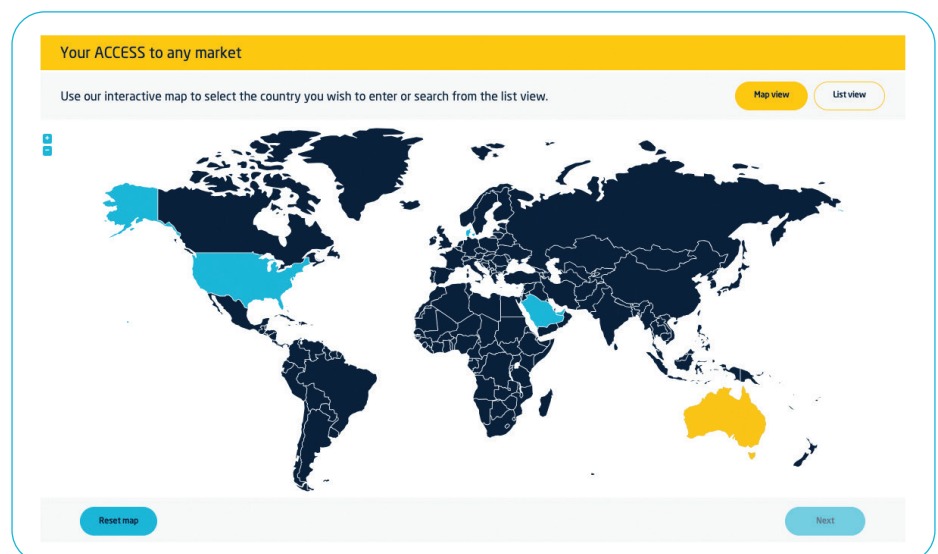 Your ACCESS to any market
Use our interactive map to select the country you wish to enter or search from the list view.
Map view
List view
+
−
Reset map
Next